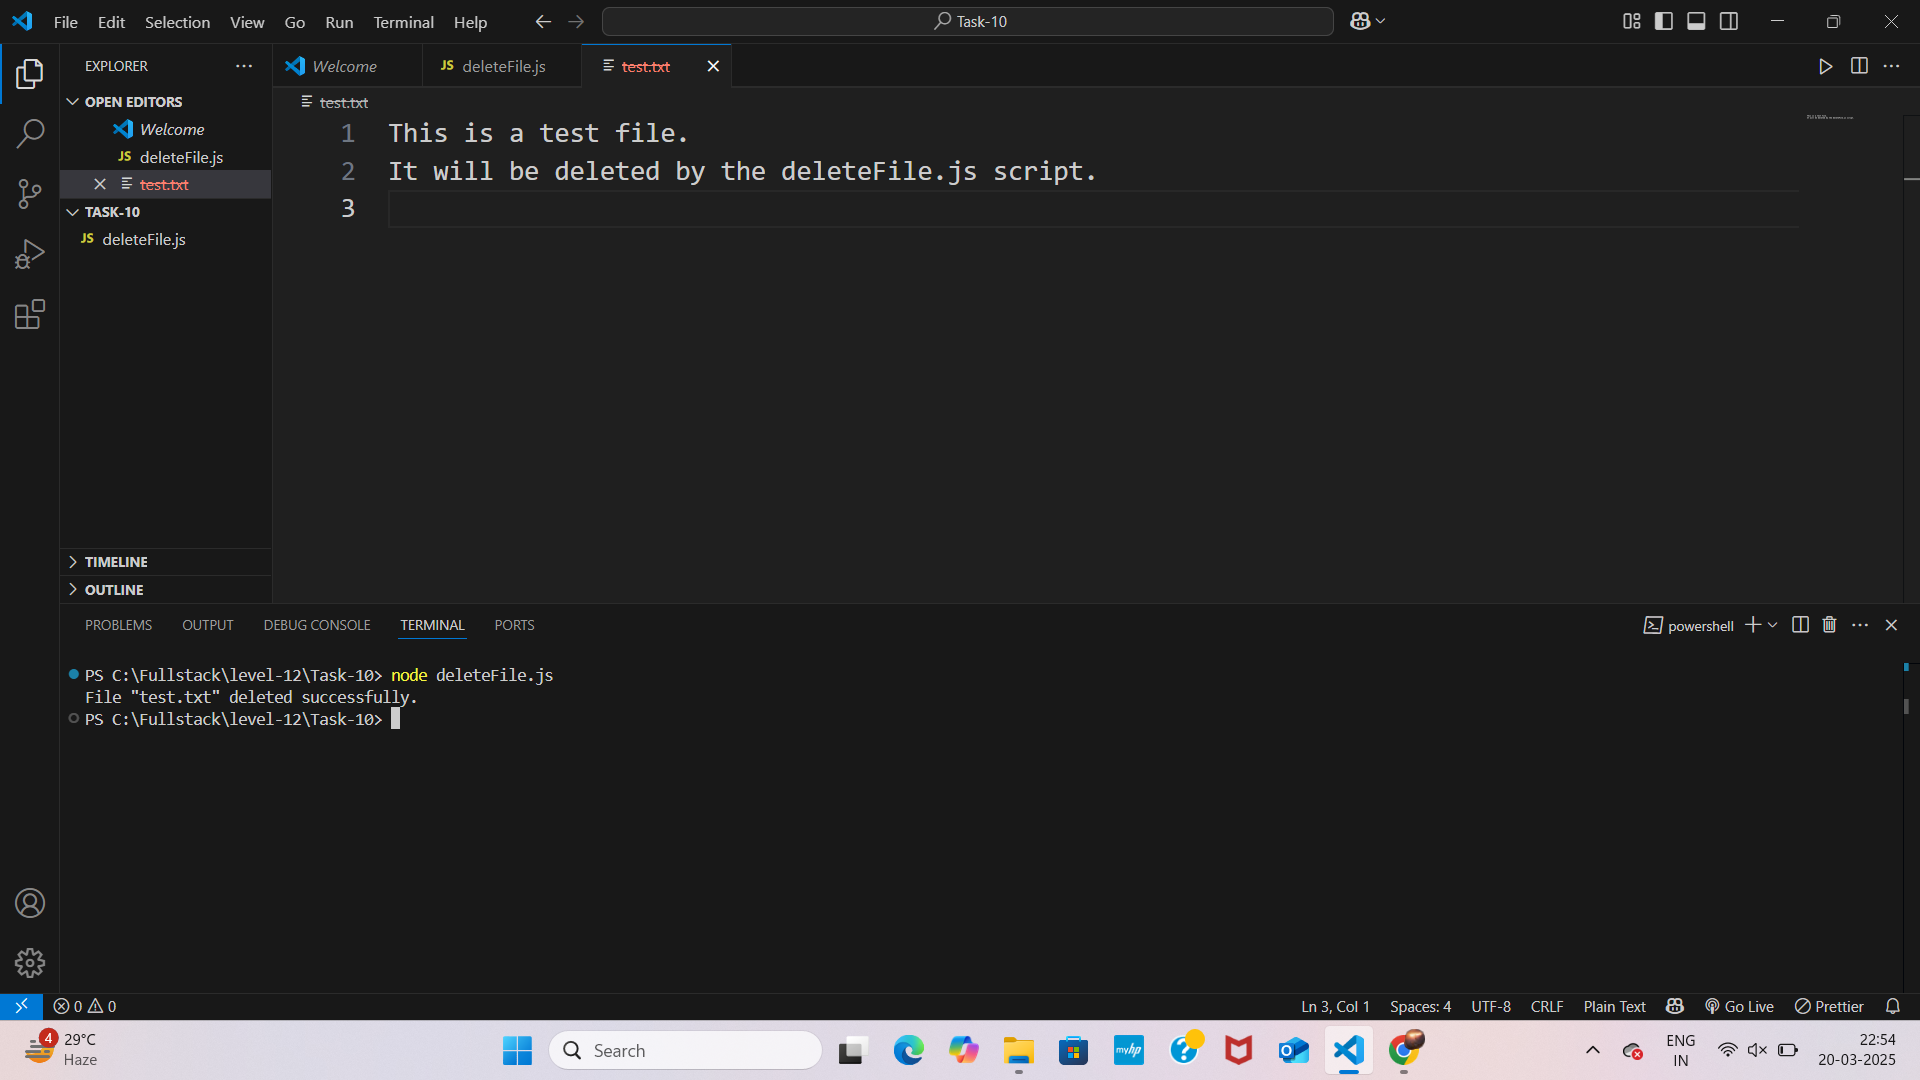 File Edit Selection View Go Run Terminal Help
Task-10
EXPLORER
OPEN EDITORS
Welcome
JS deleteFile.js
test.txt
TASK-10
JS deleteFile.js
TIMELINE
OUTLINE
Welcome JS deleteFile.js test.txt
test.txt
1 This is a test file.
2 It will be deleted by the deleteFile.js script.
3
PROBLEMS OUTPUT DEBUG CONSOLE TERMINAL PORTS
powershell
PS C:\Fullstack\level-12\Task-10> node deleteFile.js
File "test.txt" deleted successfully.
PS C:\Fullstack\level-12\Task-10>
0 0 Ln 3, Col 1 Spaces: 4 UTF-8 CRLF Plain Text Go Live Prettier
4
29°C
Haze
Search
myhp
ENG
IN
22:54
20-03-2025